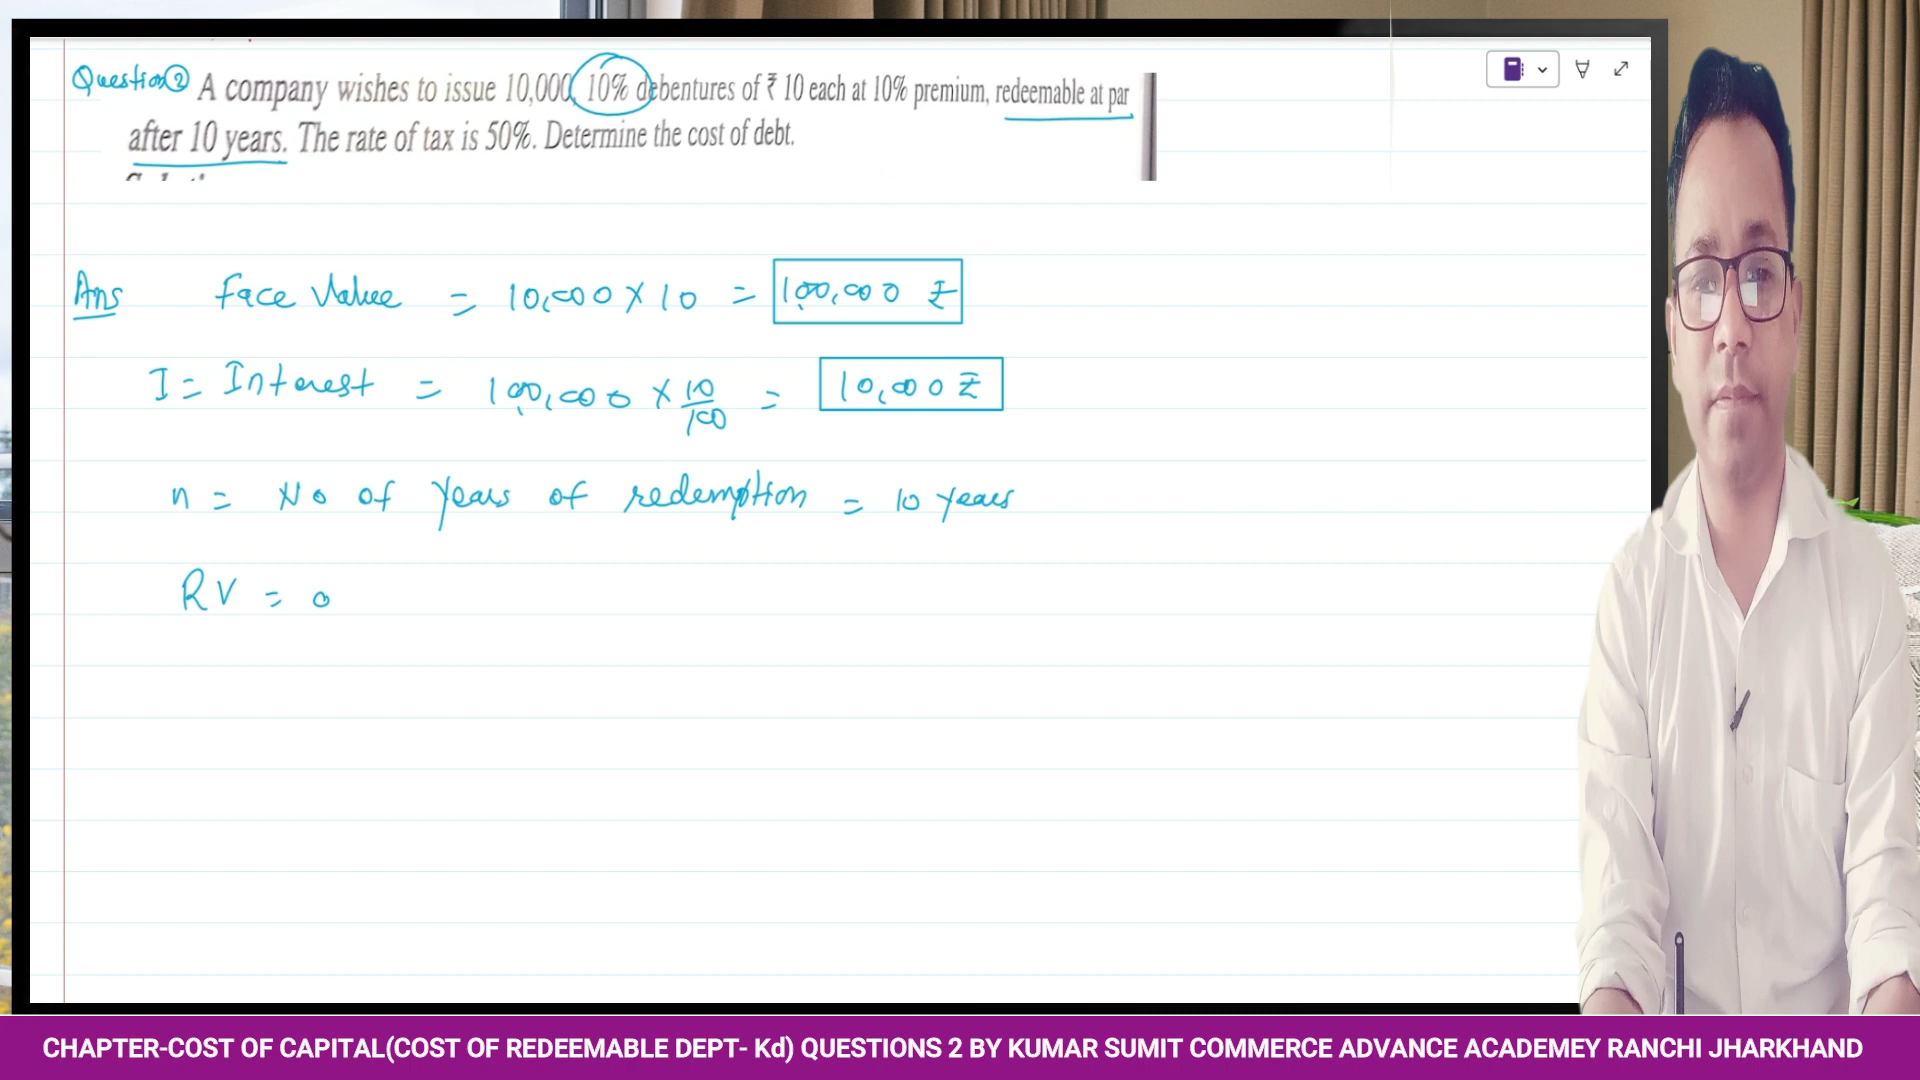 Question② A company wishes to issue 10,000, 10% debentures of ₹ 10 each at 10% premium, redeemable at par
after 10 years. The rate of tax is 50%. Determine the cost of debt.
Ans Face Value = 10,000 X 10 = 100,000 ₹
I = Interest = 100,000 X 10/100 = 10,000 ₹
n = No of Years of redemption = 10 years
RV = 0
CHAPTER-COST OF CAPITAL(COST OF REDEEMABLE DEPT- Kd) QUESTIONS 2 BY KUMAR SUMIT COMMERCE ADVANCE ACADEMEY RANCHI JHARKHAND